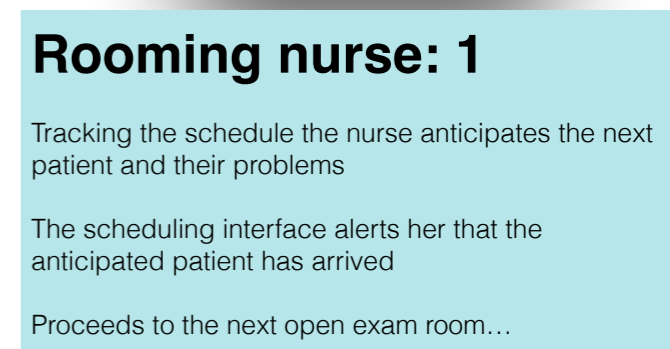 Rooming nurse: 1
Tracking the schedule the nurse anticipates the next
patient and their problems
The scheduling interface alerts her that the
anticipated patient has arrived
Proceeds to the next open exam room…